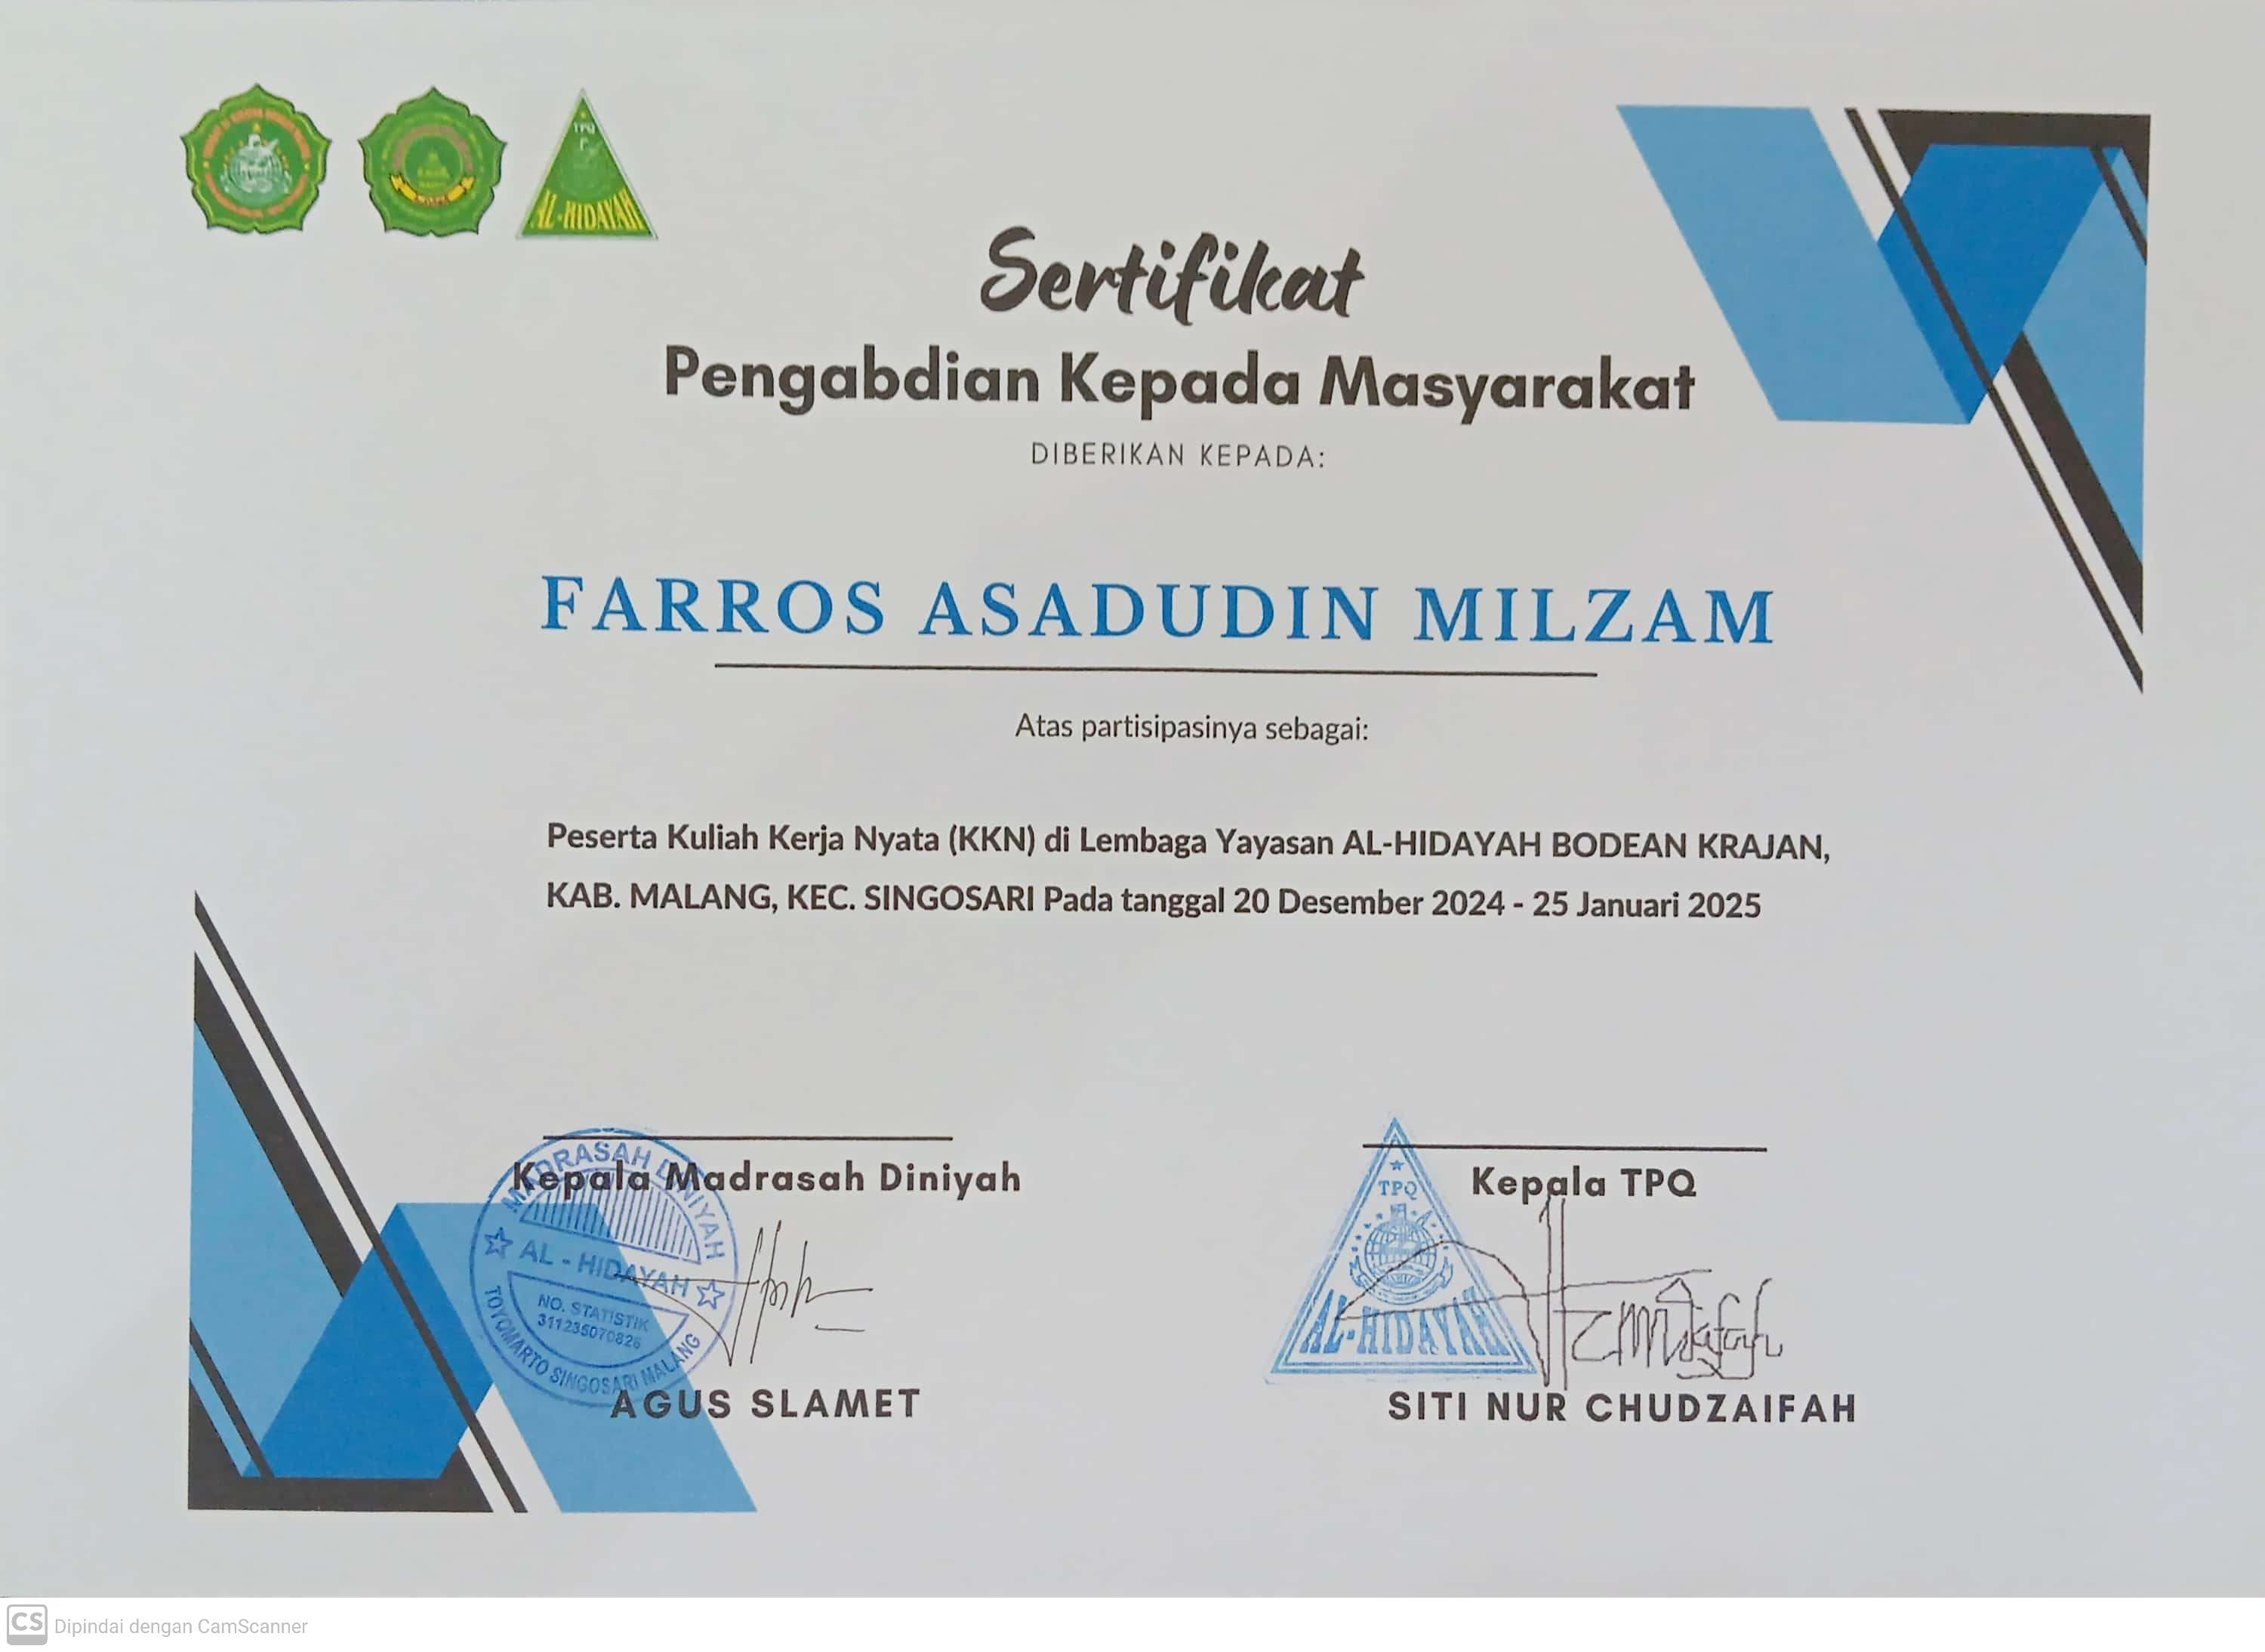 TPQ
AL-HIDAYAH
Sertifikat
Pengabdian Kepada Masyarakat
DIBERIKAN KEPADA:
FARROS ASADUDIN MILZAM
Atas partisipasinya sebagai:
Peserta Kuliah Kerja Nyata (KKN) di Lembaga Yayasan AL-HIDAYAH BODEAN KRAJAN,
KAB. MALANG, KEC. SINGOSARI Pada tanggal 20 Desember 2024 - 25 Januari 2025
Kepala Madrasah Diniyah
MADRASAH DINIYAH
AL - HIDAYAH
NO. STATISTIK
311235070826
TOYOMARTO SINGOSARI MALANG
AGUS SLAMET
Kepala TPQ
TPQ
AL-HIDAYAH
SITI NUR CHUDZAIFAH
CS Dipindai dengan CamScanner